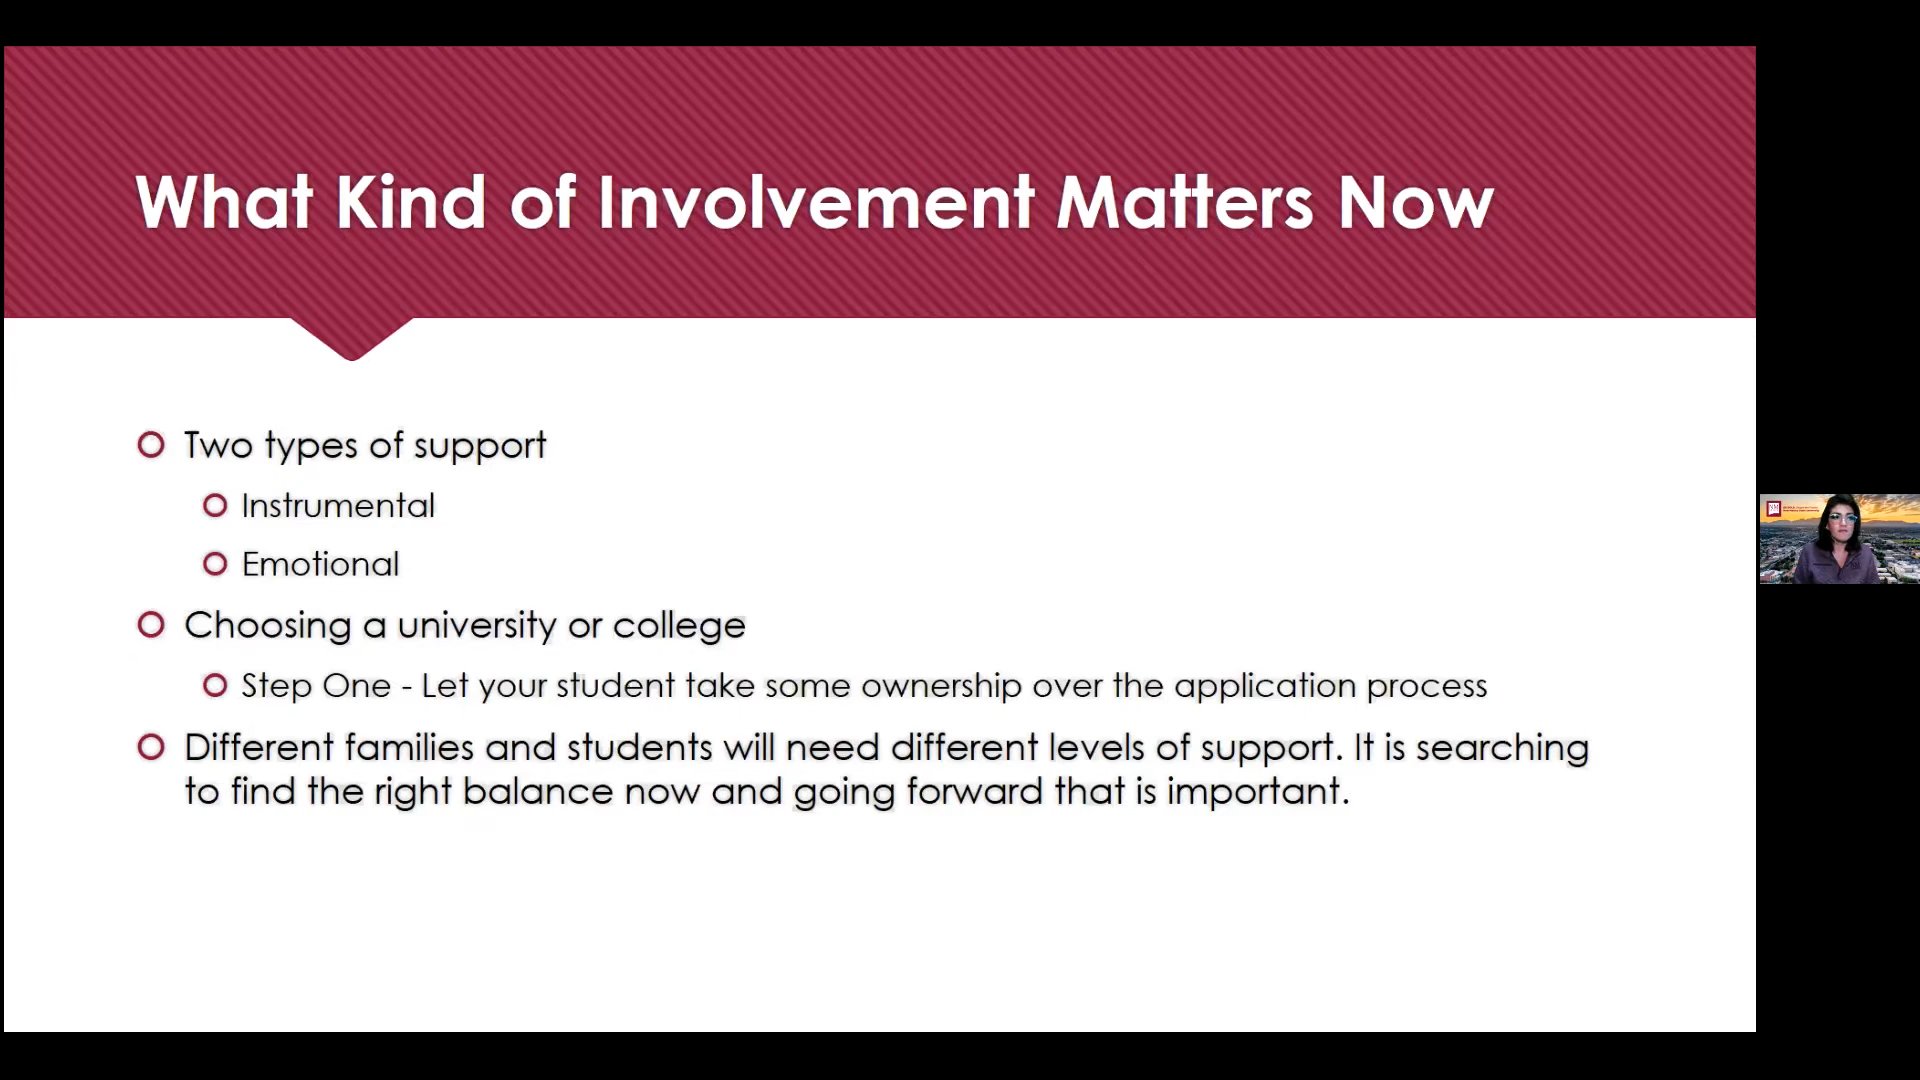 What Kind of Involvement Matters Now
Two types of support
Instrumental
Emotional
Choosing a university or college
Step One - Let your student take some ownership over the application process
Different families and students will need different levels of support. It is searching
to find the right balance now and going forward that is important.